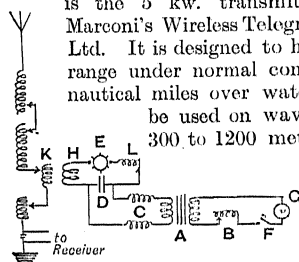 is the 5 kw. transmi
Marconi's Wireless Telegr
Ltd. It is designed to h
range under normal con
nautical miles over wat
be used on wav
300 to 1200 me
E
L
K
H
D
C
G
A
B
F
to
Receiver